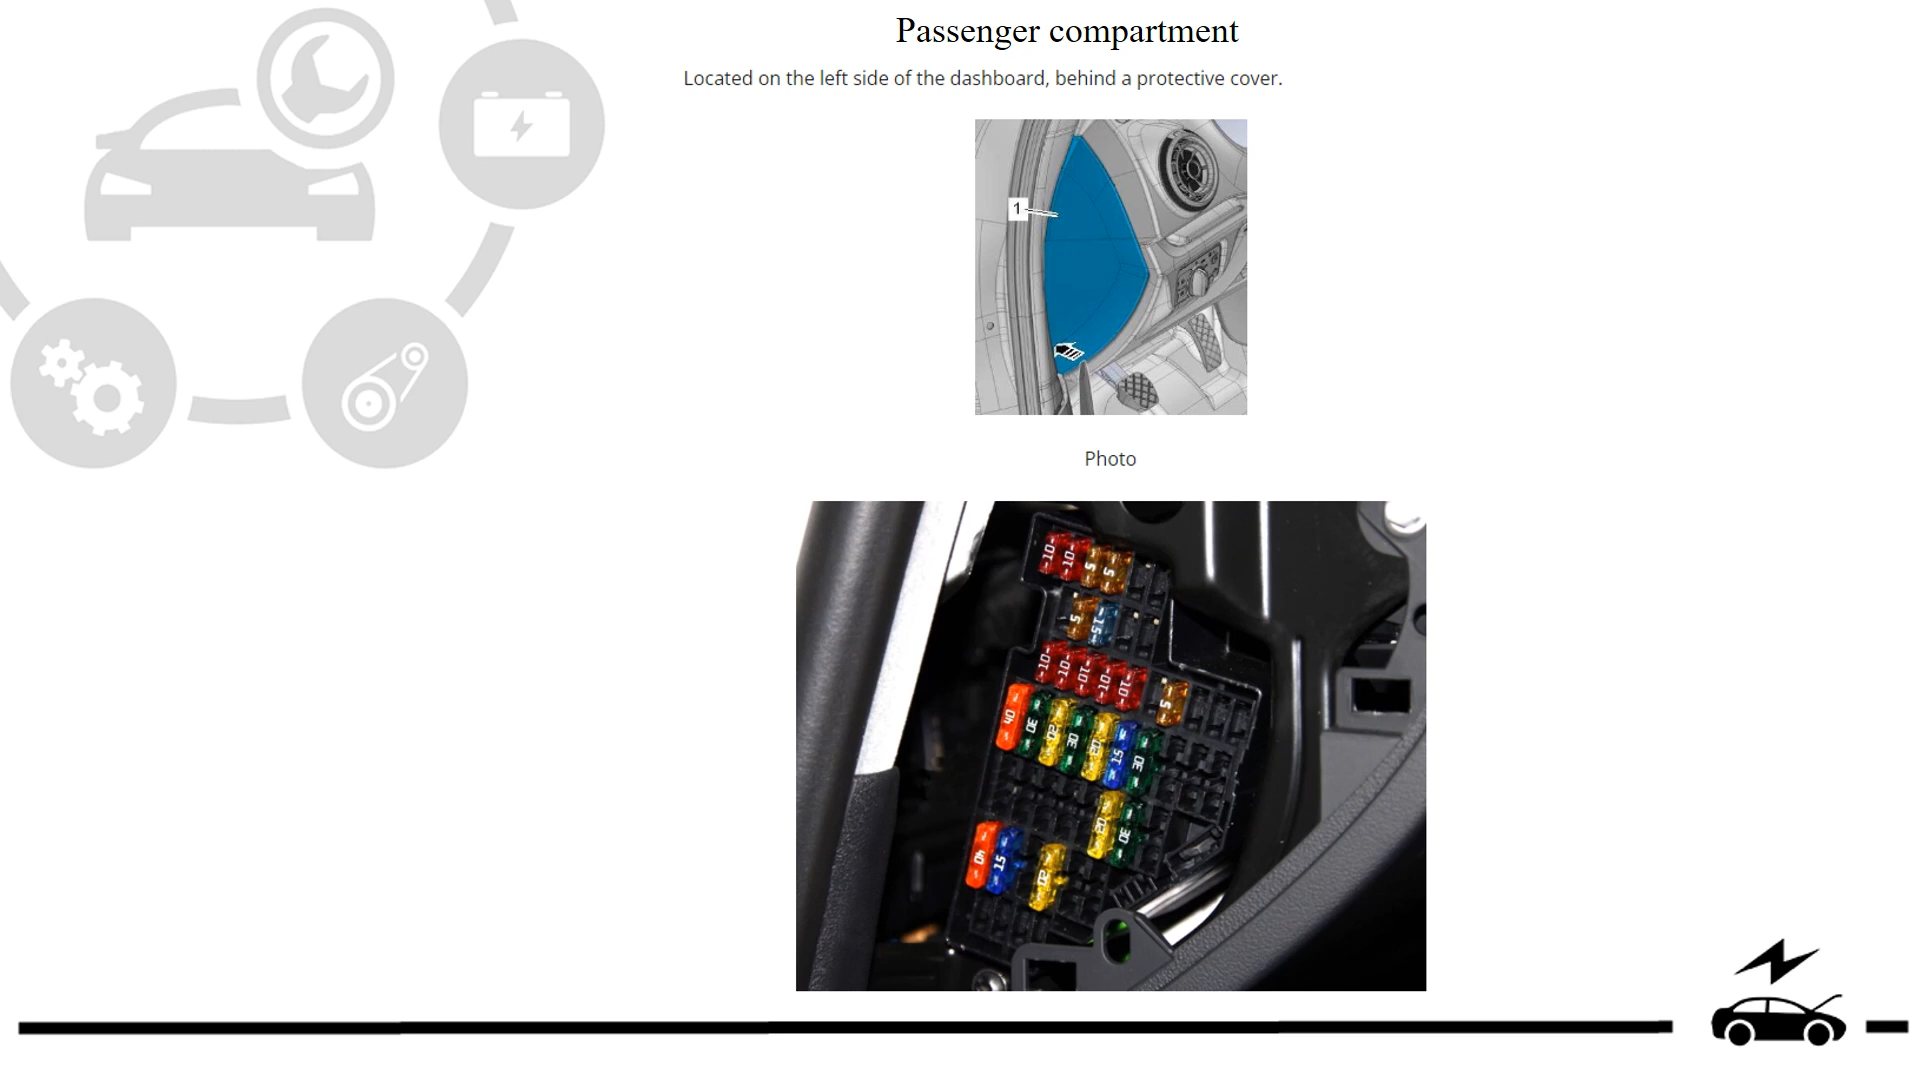 Passenger compartment
Located on the left side of the dashboard, behind a protective cover.
1
Photo
10 10 5 5
5 15
10 10 10 10 10 5
40 30 20 30 20 15 30
20 30
40 15 20